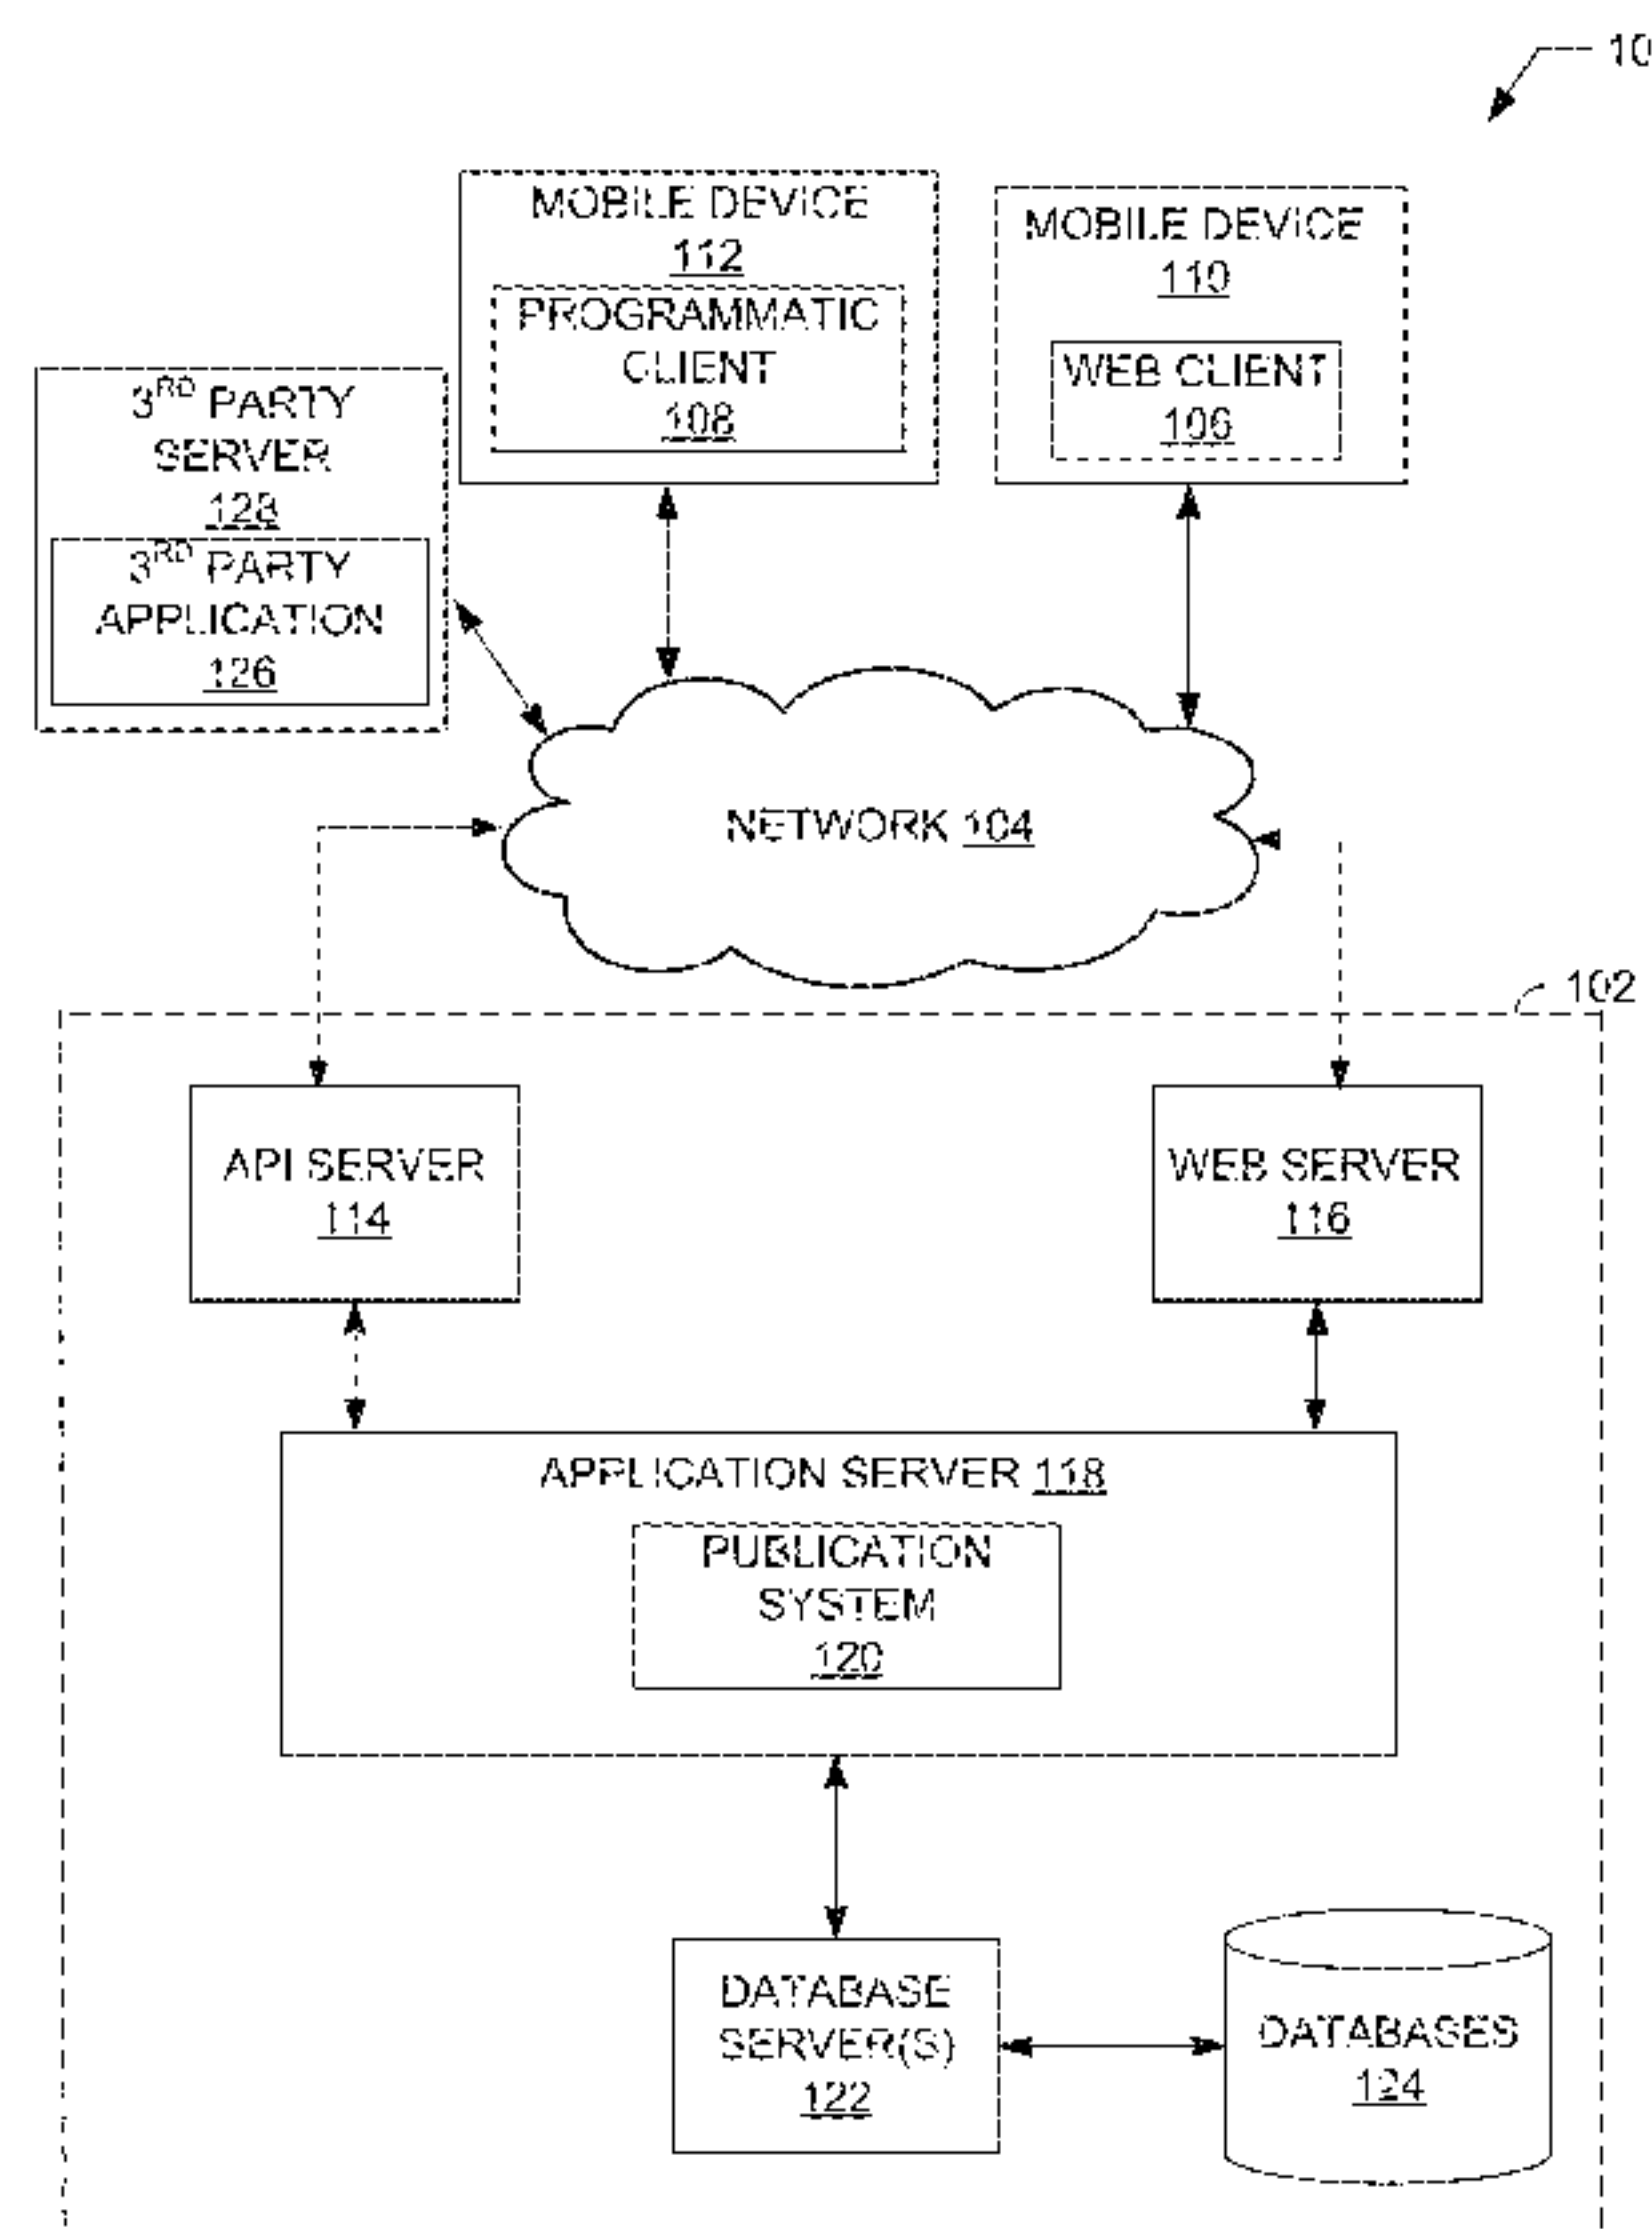 10
MOBILE DEVICE
112
PROGRAMMATIC
CLIENT
108
MOBILE DEVICE
110
WEB CLIENT
106
3RD PARTY
SERVER
128
3RD PARTY
APPLICATION
126
NETWORK 104
102
API SERVER
114
WEB SERVER
116
APPLICATION SERVER 118
PUBLICATION
SYSTEM
120
DATABASE
SERVER(S)
122
DATABASES
124